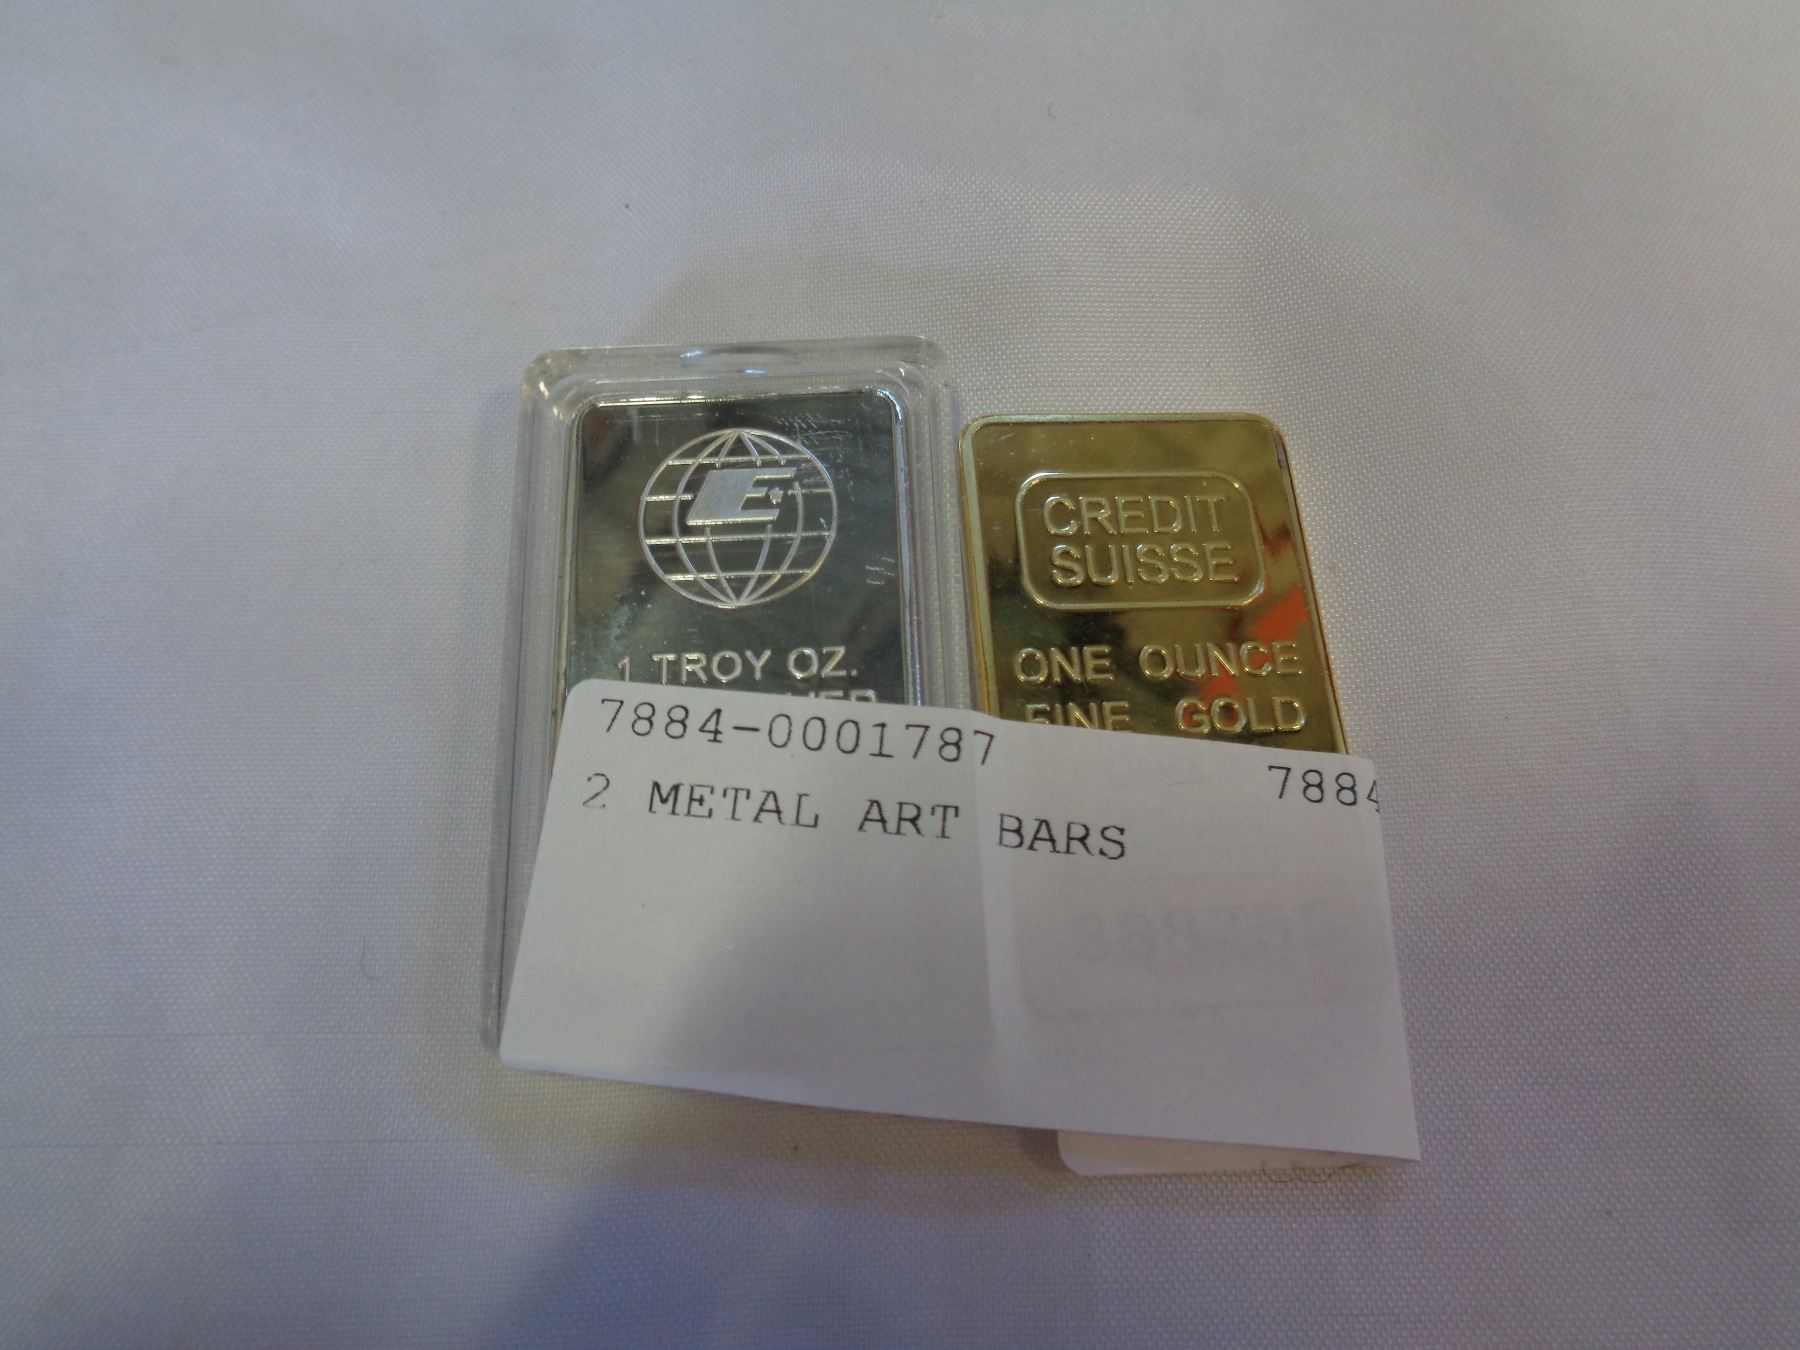 E
1 TROY OZ.
CREDIT
SUISSE
ONE OUNCE
FINE GOLD
7884-0001787
7884
2 METAL ART BARS